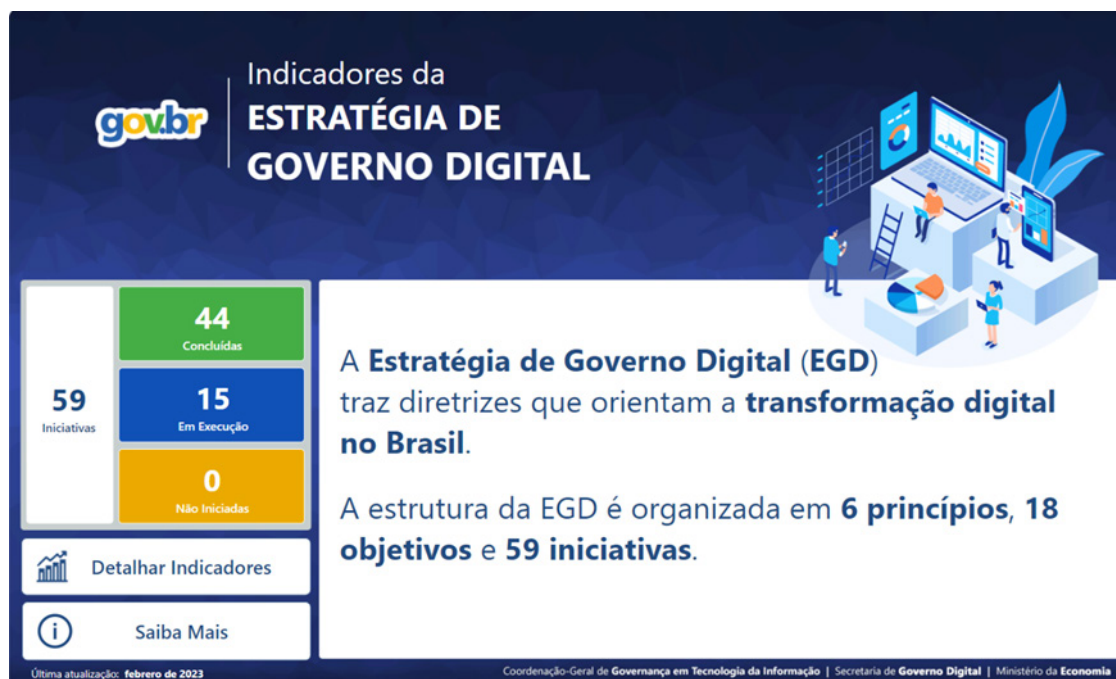 gov.br
Indicadores da
ESTRATÉGIA DE
GOVERNO DIGITAL
59
Iniciativas
44
Concluídas
15
Em Execução
0
Não Iniciadas
Detalhar Indicadores
Saiba Mais
A Estratégia de Governo Digital (EGD)
traz diretrizes que orientam a transformação digital
no Brasil.
A estrutura da EGD é organizada em 6 princípios, 18
objetivos e 59 iniciativas.
Última atualização: febrero de 2023
Coordenação-Geral de Governança em Tecnologia da Informação | Secretaria de Governo Digital | Ministério da Economia